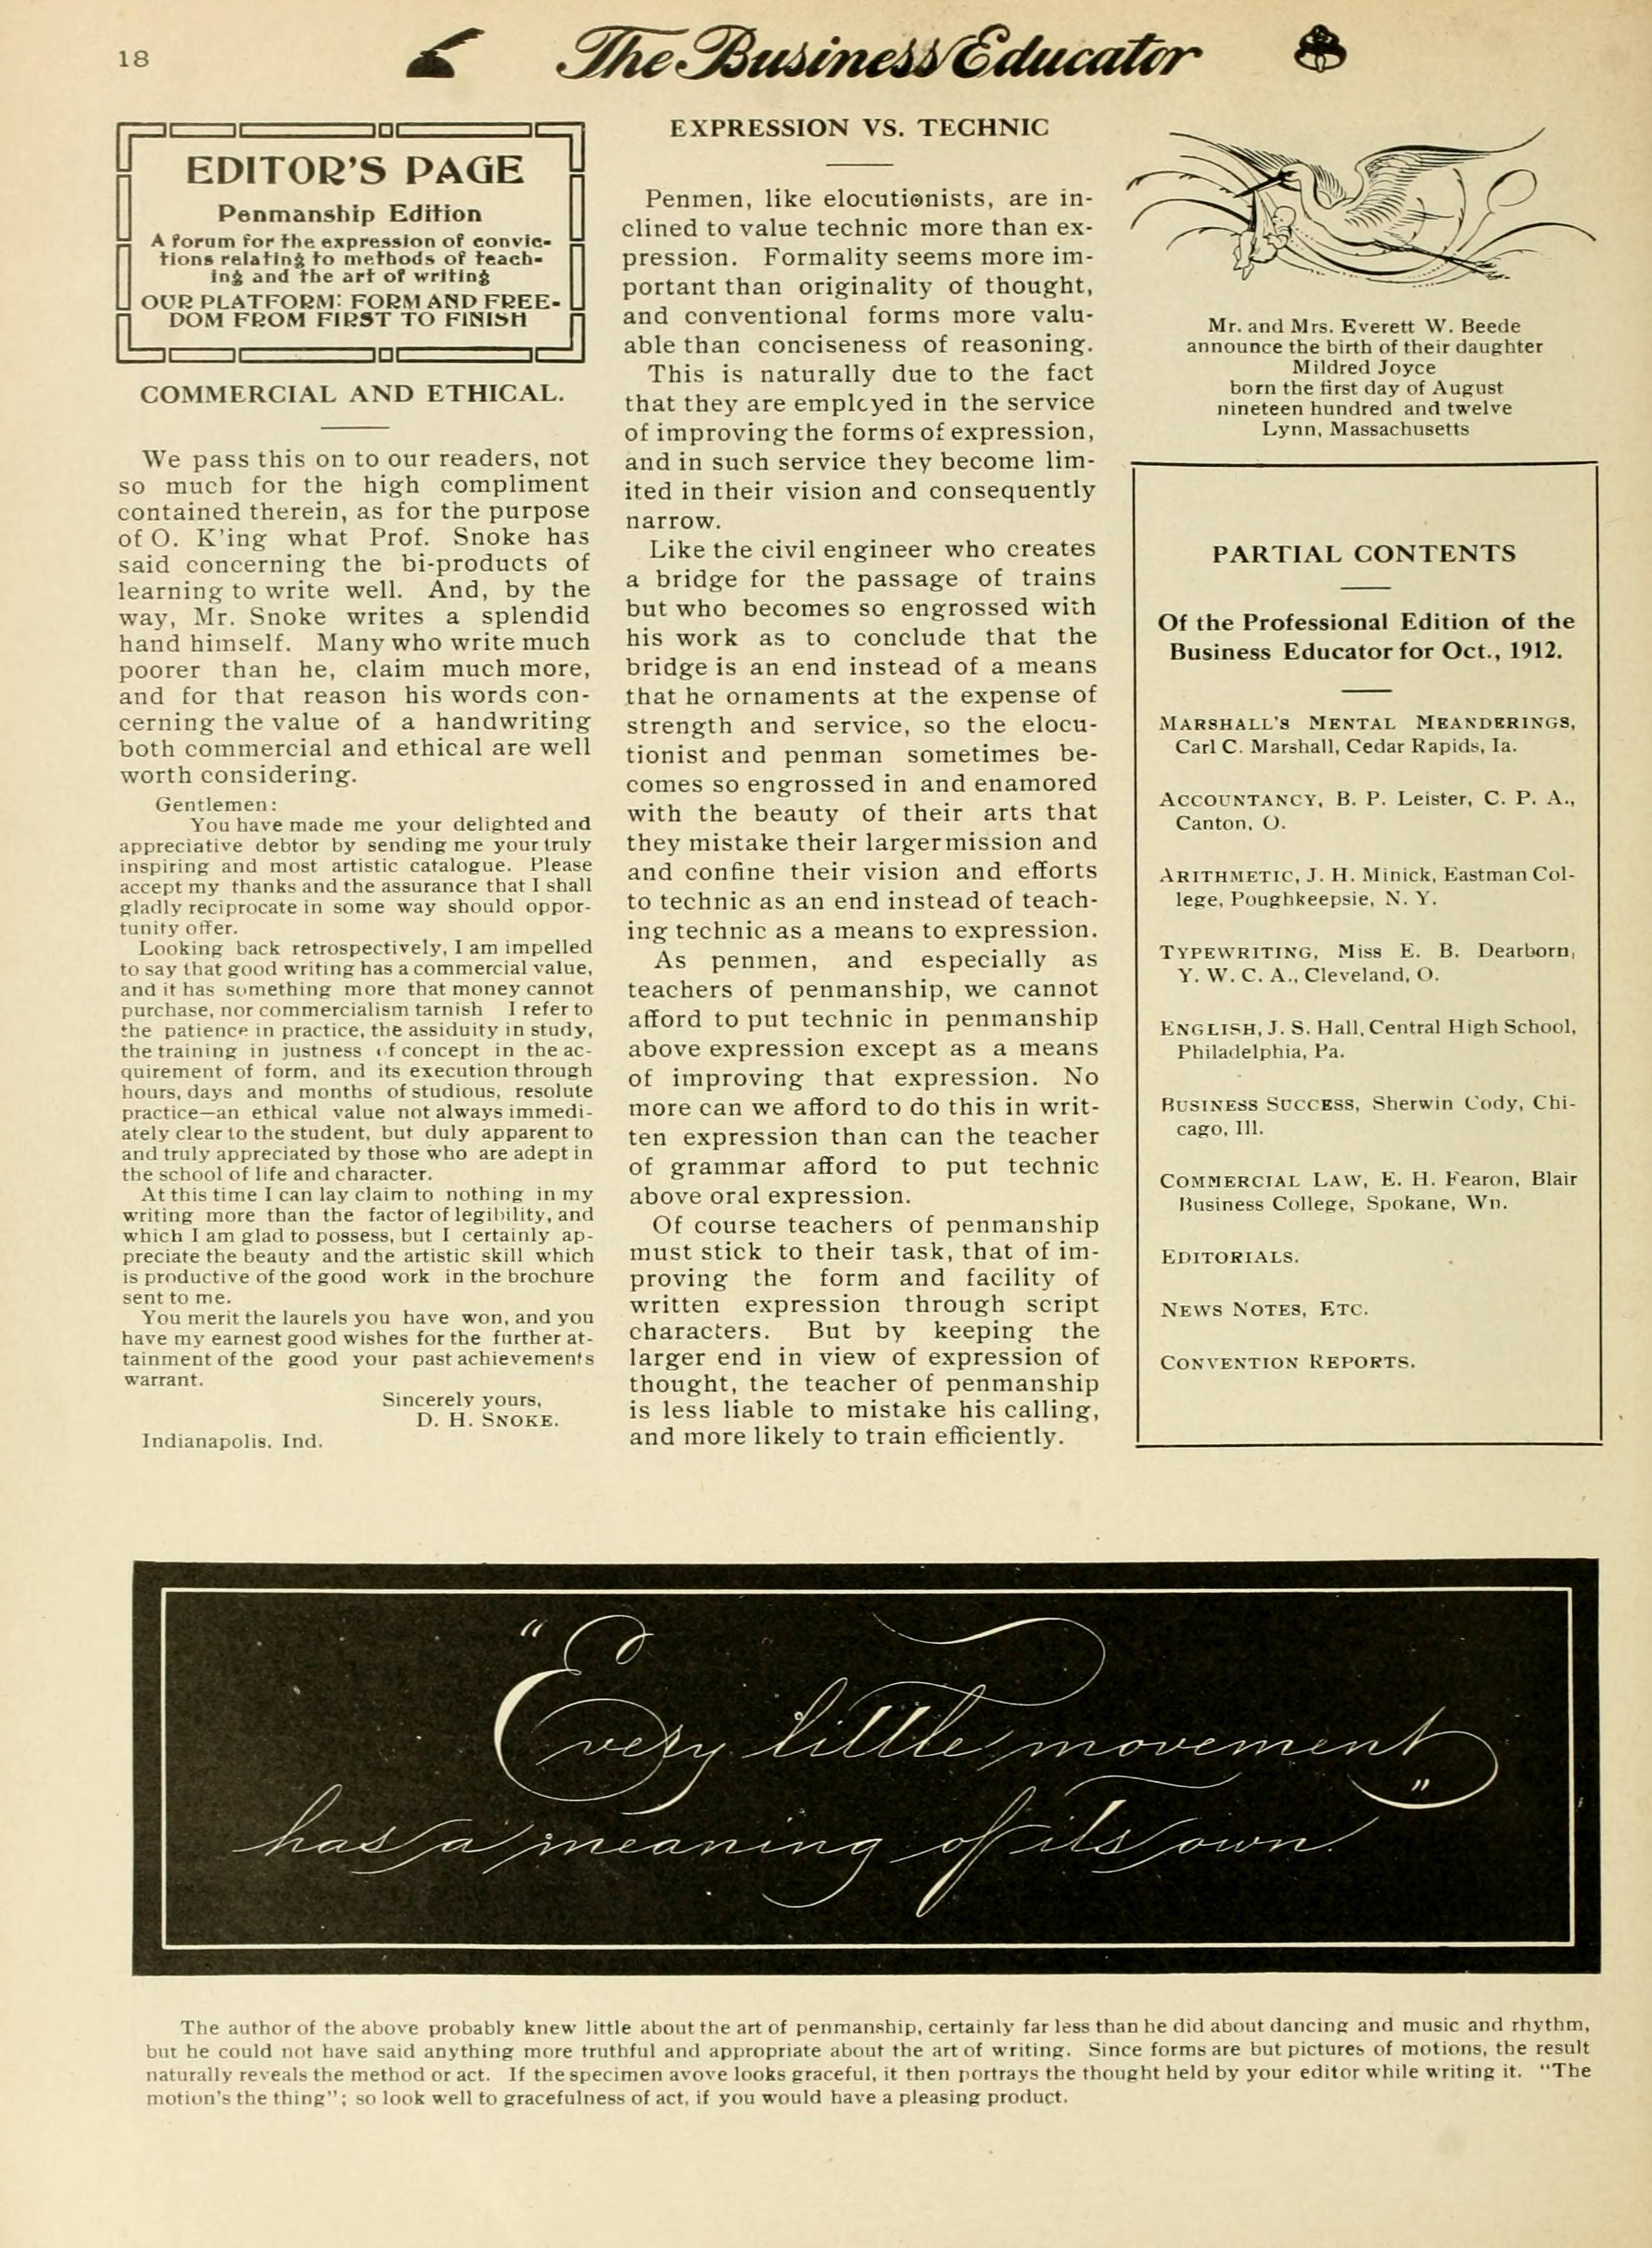 18
The Business Educator
EDITOR'S PAGE
Penmanship Edition
A forum for the expression of convic-
tions relating to methods of teach-
ing and the art of writing
OUR PLATFORM: FORM AND FREE-
DOM FROM FIRST TO FINISH
COMMERCIAL AND ETHICAL.
We pass this on to our readers, not
so much for the high compliment
contained therein, as for the purpose
of O. K'ing what Prof. Snoke has
said concerning the bi-products of
learning to write well. And, by the
way, Mr. Snoke writes a splendid
hand himself. Many who write much
poorer than he, claim much more,
and for that reason his words con-
cerning the value of a handwriting
both commercial and ethical are well
worth considering.
Gentlemen:
You have made me your delighted and
appreciative debtor by sending me your truly
inspiring and most artistic catalogue. Please
accept my thanks and the assurance that I shall
gladly reciprocate in some way should oppor-
tunity offer.
Looking back retrospectively, I am impelled
to say that good writing has a commercial value,
and it has something more that money cannot
purchase, nor commercialism tarnish I refer to
the patience in practice, the assiduity in study,
the training in justness of concept in the ac-
quirement of form, and its execution through
hours, days and months of studious, resolute
practice—an ethical value not always immedi-
ately clear to the student, but duly apparent to
and truly appreciated by those who are adept in
the school of life and character.
At this time I can lay claim to nothing in my
writing more than the factor of legibility, and
which I am glad to possess, but I certainly ap-
preciate the beauty and the artistic skill which
is productive of the good work in the brochure
sent to me.
You merit the laurels you have won, and you
have my earnest good wishes for the further at-
tainment of the good your past achievements
warrant.
Sincerely yours,
D. H. SNOKE.
Indianapolis, Ind.
EXPRESSION VS. TECHNIC
Penmen, like elocutionists, are in-
clined to value technic more than ex-
pression. Formality seems more im-
portant than originality of thought,
and conventional forms more valu-
able than conciseness of reasoning.
This is naturally due to the fact
that they are employed in the service
of improving the forms of expression,
and in such service they become lim-
ited in their vision and consequently
narrow.
Like the civil engineer who creates
a bridge for the passage of trains
but who becomes so engrossed with
his work as to conclude that the
bridge is an end instead of a means
that he ornaments at the expense of
strength and service, so the elocu-
tionist and penman sometimes be-
comes so engrossed in and enamored
with the beauty of their arts that
they mistake their larger mission and
and confine their vision and efforts
to technic as an end instead of teach-
ing technic as a means to expression.
As penmen, and especially as
teachers of penmanship, we cannot
afford to put technic in penmanship
above expression except as a means
of improving that expression. No
more can we afford to do this in writ-
ten expression than can the teacher
of grammar afford to put technic
above oral expression.
Of course teachers of penmanship
must stick to their task, that of im-
proving the form and facility of
written expression through script
characters. But by keeping the
larger end in view of expression of
thought, the teacher of penmanship
is less liable to mistake his calling,
and more likely to train efficiently.
Mr. and Mrs. Everett W. Beede
announce the birth of their daughter
Mildred Joyce
born the first day of August
nineteen hundred and twelve
Lynn, Massachusetts
PARTIAL CONTENTS
Of the Professional Edition of the
Business Educator for Oct., 1912.
MARSHALL'S MENTAL MEANDERINGS,
Carl C. Marshall, Cedar Rapids, Ia.
ACCOUNTANCY, B. P. Leister, C. P. A.,
Canton, O.
ARITHMETIC, J. H. Minick, Eastman Col-
lege, Poughkeepsie, N. Y.
TYPEWRITING, Miss E. B. Dearborn,
Y. W. C. A., Cleveland, O.
ENGLISH, J. S. Hall, Central High School,
Philadelphia, Pa.
BUSINESS SUCCESS, Sherwin Cody, Chi-
cago, Ill.
COMMERCIAL LAW, E. H. Fearon, Blair
Business College, Spokane, Wn.
EDITORIALS.
NEWS NOTES, ETC.
CONVENTION REPORTS.
"Every little movement
has a meaning of its own."
The author of the above probably knew little about the art of penmanship, certainly far less than he did about dancing and music and rhythm,
but he could not have said anything more truthful and appropriate about the art of writing. Since forms are but pictures of motions, the result
naturally reveals the method or act. If the specimen avove looks graceful, it then portrays the thought held by your editor while writing it. "The
motion's the thing"; so look well to gracefulness of act, if you would have a pleasing product.